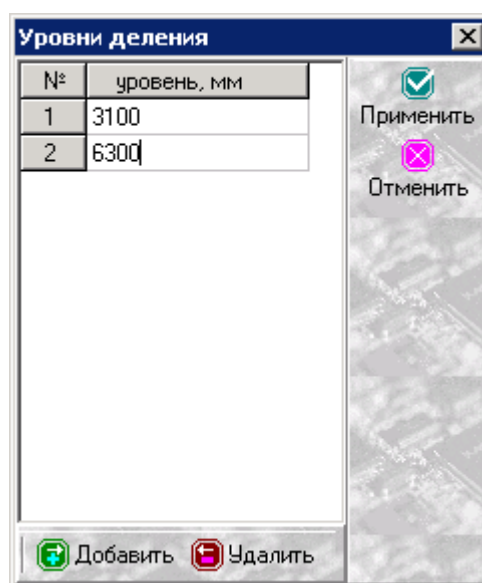 Уровни деления
№ уровень, мм
1 3100
2 6300
Применить
Отменить
Добавить Удалить